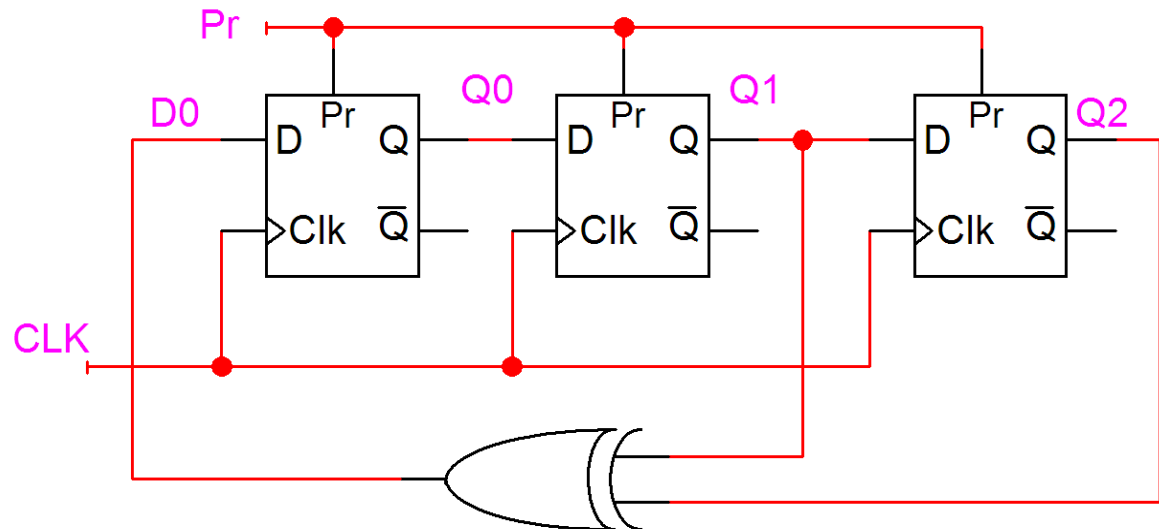 Pr
D0 Q0 Q1 Q2
Pr Pr Pr
D Q D Q D Q
Clk Q̅ Clk Q̅ Clk Q̅
CLK